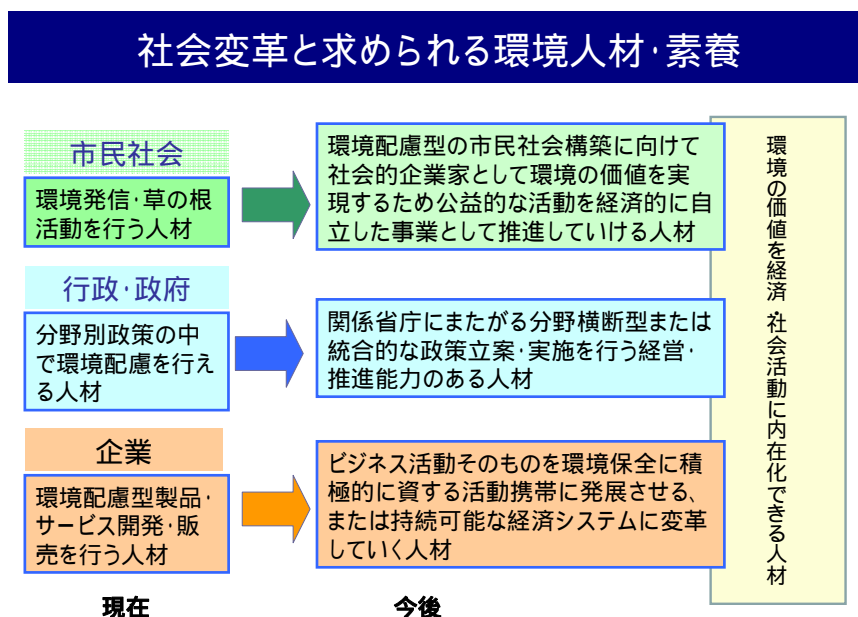 社会変革と求められる環境人材・素養
市民社会
環境発信・草の根
活動を行う人材
環境配慮型の市民社会構築に向けて
社会的企業家として環境の価値を実
現するため公益的な活動を経済的に自
立した事業として推進していける人材
行政・政府
分野別政策の中
で環境配慮を行え
る人材
関係省庁にまたがる分野横断型または
統合的な政策立案・実施を行う経営・
推進能力のある人材
企業
環境配慮型製品・
サービス開発・販
売を行う人材
ビジネス活動そのものを環境保全に積
極的に資する活動携帯に発展させる、
または持続可能な経済システムに変革
していく人材
環境の価値を経済・社会活動に内在化できる人材
現在
今後